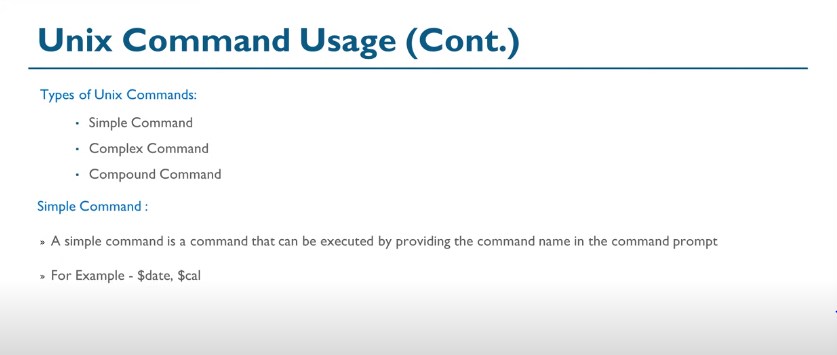 Unix Command Usage (Cont.)
Types of Unix Commands:
• Simple Command
• Complex Command
• Compound Command
Simple Command :
» A simple command is a command that can be executed by providing the command name in the command prompt
» For Example - $date, $cal